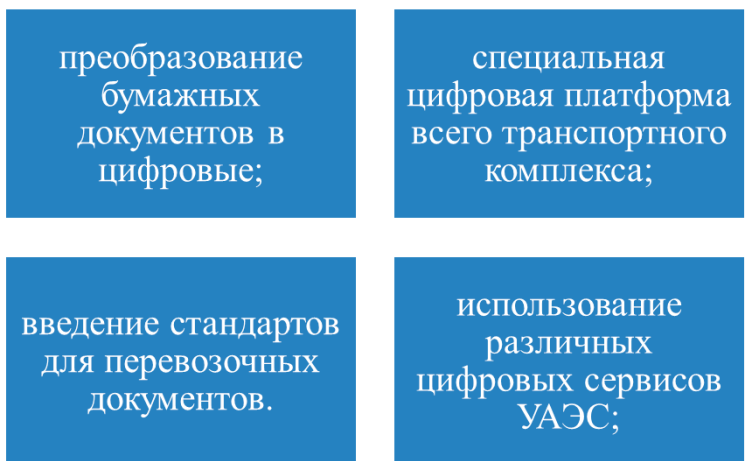 преобразование
бумажных
документов в
цифровые;
специальная
цифровая платформа
всего транспортного
комплекса;
введение стандартов
для перевозочных
документов.
использование
различных
цифровых сервисов
УАЭС;